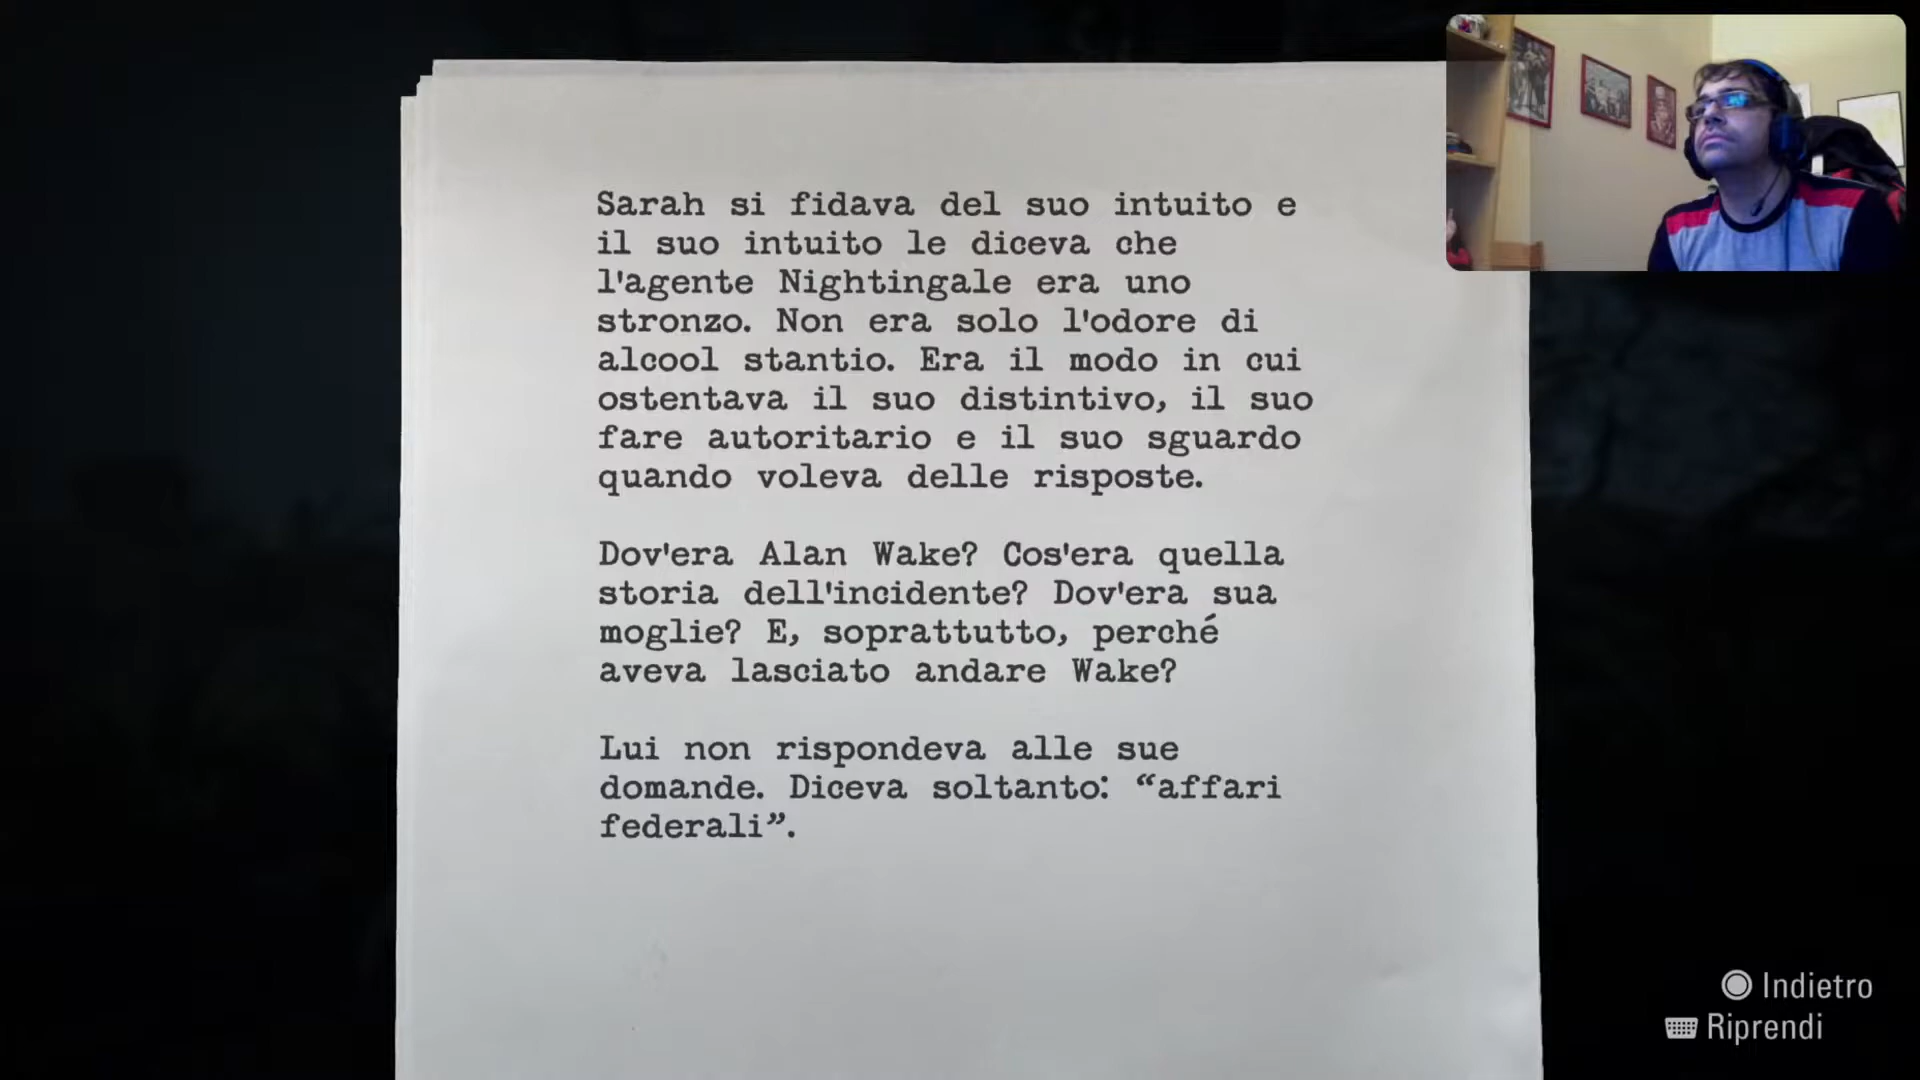 Sarah si fidava del suo intuito e
il suo intuito le diceva che
l'agente Nightingale era uno
stronzo. Non era solo l'odore di
alcool stantio. Era il modo in cui
ostentava il suo distintivo, il suo
fare autoritario e il suo sguardo
quando voleva delle risposte.
Dov'era Alan Wake? Cos'era quella
storia dell'incidente? Dov'era sua
moglie? E, soprattutto, perché
aveva lasciato andare Wake?
Lui non rispondeva alle sue
domande. Diceva soltanto: “affari
federali”.
Indietro
Riprendi